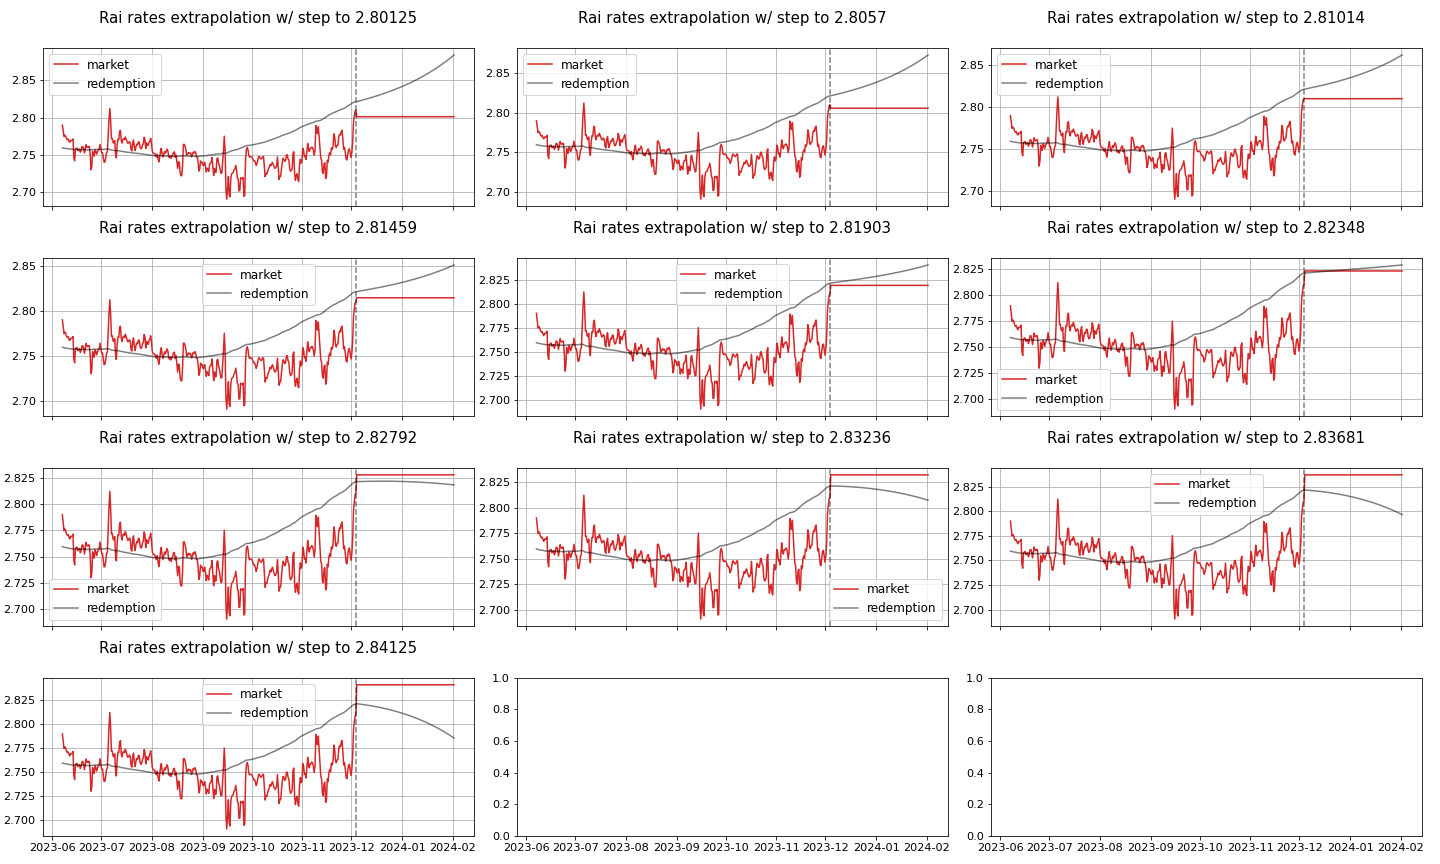 Rai rates extrapolation w/ step to 2.80125
Rai rates extrapolation w/ step to 2.8057
Rai rates extrapolation w/ step to 2.81014
market
redemption
2.85
2.80
2.75
2.70
market
redemption
2.85
2.80
2.75
2.70
market
redemption
2.85
2.80
2.75
2.70
Rai rates extrapolation w/ step to 2.81459
Rai rates extrapolation w/ step to 2.81903
Rai rates extrapolation w/ step to 2.82348
market
redemption
2.85
2.80
2.75
2.70
market
redemption
2.825
2.800
2.775
2.750
2.725
2.700
2.825
2.800
2.775
2.750
2.725
2.700
market
redemption
Rai rates extrapolation w/ step to 2.82792
Rai rates extrapolation w/ step to 2.83236
Rai rates extrapolation w/ step to 2.83681
2.825
2.800
2.775
2.750
2.725
2.700
market
redemption
2.825
2.800
2.775
2.750
2.725
2.700
market
redemption
market
redemption
2.825
2.800
2.775
2.750
2.725
2.700
Rai rates extrapolation w/ step to 2.84125
market
redemption
2.825
2.800
2.775
2.750
2.725
2.700
2023-06 2023-07 2023-08 2023-09 2023-10 2023-11 2023-12 2024-01 2024-02
1.0
0.8
0.6
0.4
0.2
0.0
2023-06 2023-07 2023-08 2023-09 2023-10 2023-11 2023-12 2024-01 2024-02
1.0
0.8
0.6
0.4
0.2
0.0
2023-06 2023-07 2023-08 2023-09 2023-10 2023-11 2023-12 2024-01 2024-02